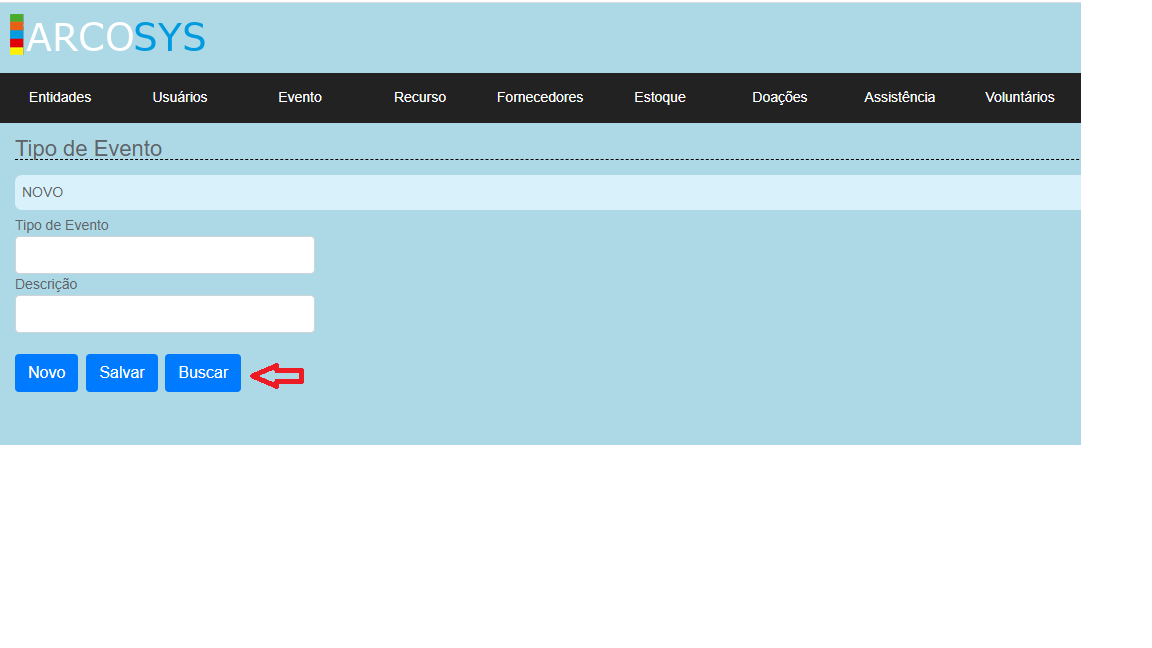 ARCOSYS
Entidades Usuários Evento Recurso Fornecedores Estoque Doações Assistência Voluntários
Tipo de Evento
NOVO
Tipo de Evento
Descrição
Novo Salvar Buscar